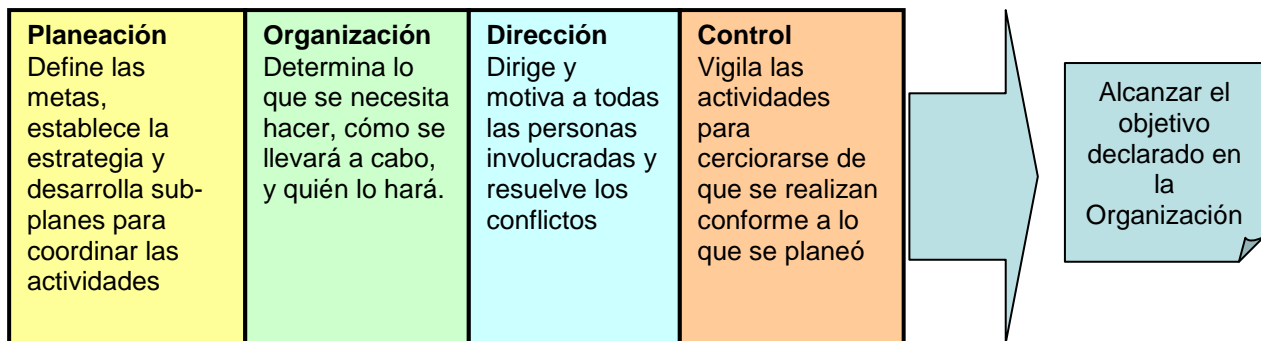 Planeación
Define las
metas,
establece la
estrategia y
desarrolla sub-
planes para
coordinar las
actividades
Organización
Determina lo
que se necesita
hacer, cómo se
llevará a cabo,
y quién lo hará.
Dirección
Dirige y
motiva a todas
las personas
involucradas y
resuelve los
conflictos
Control
Vigila las
actividades
para
cerciorarse de
que se realizan
conforme a lo
que se planeó
Alcanzar el
objetivo
declarado en
la
Organización